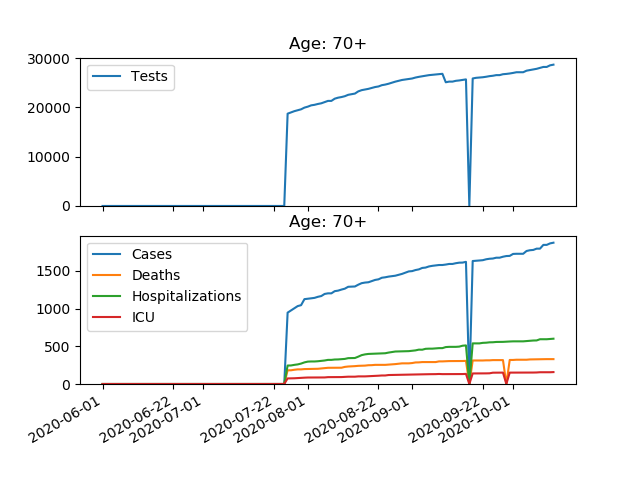 Age: 70+
30000
20000
10000
0
Tests
Age: 70+
1500
1000
500
0
Cases
Deaths
Hospitalizations
ICU
2020-06-01
2020-06-22
2020-07-01
2020-07-22
2020-08-01
2020-08-22
2020-09-01
2020-09-22
2020-10-01